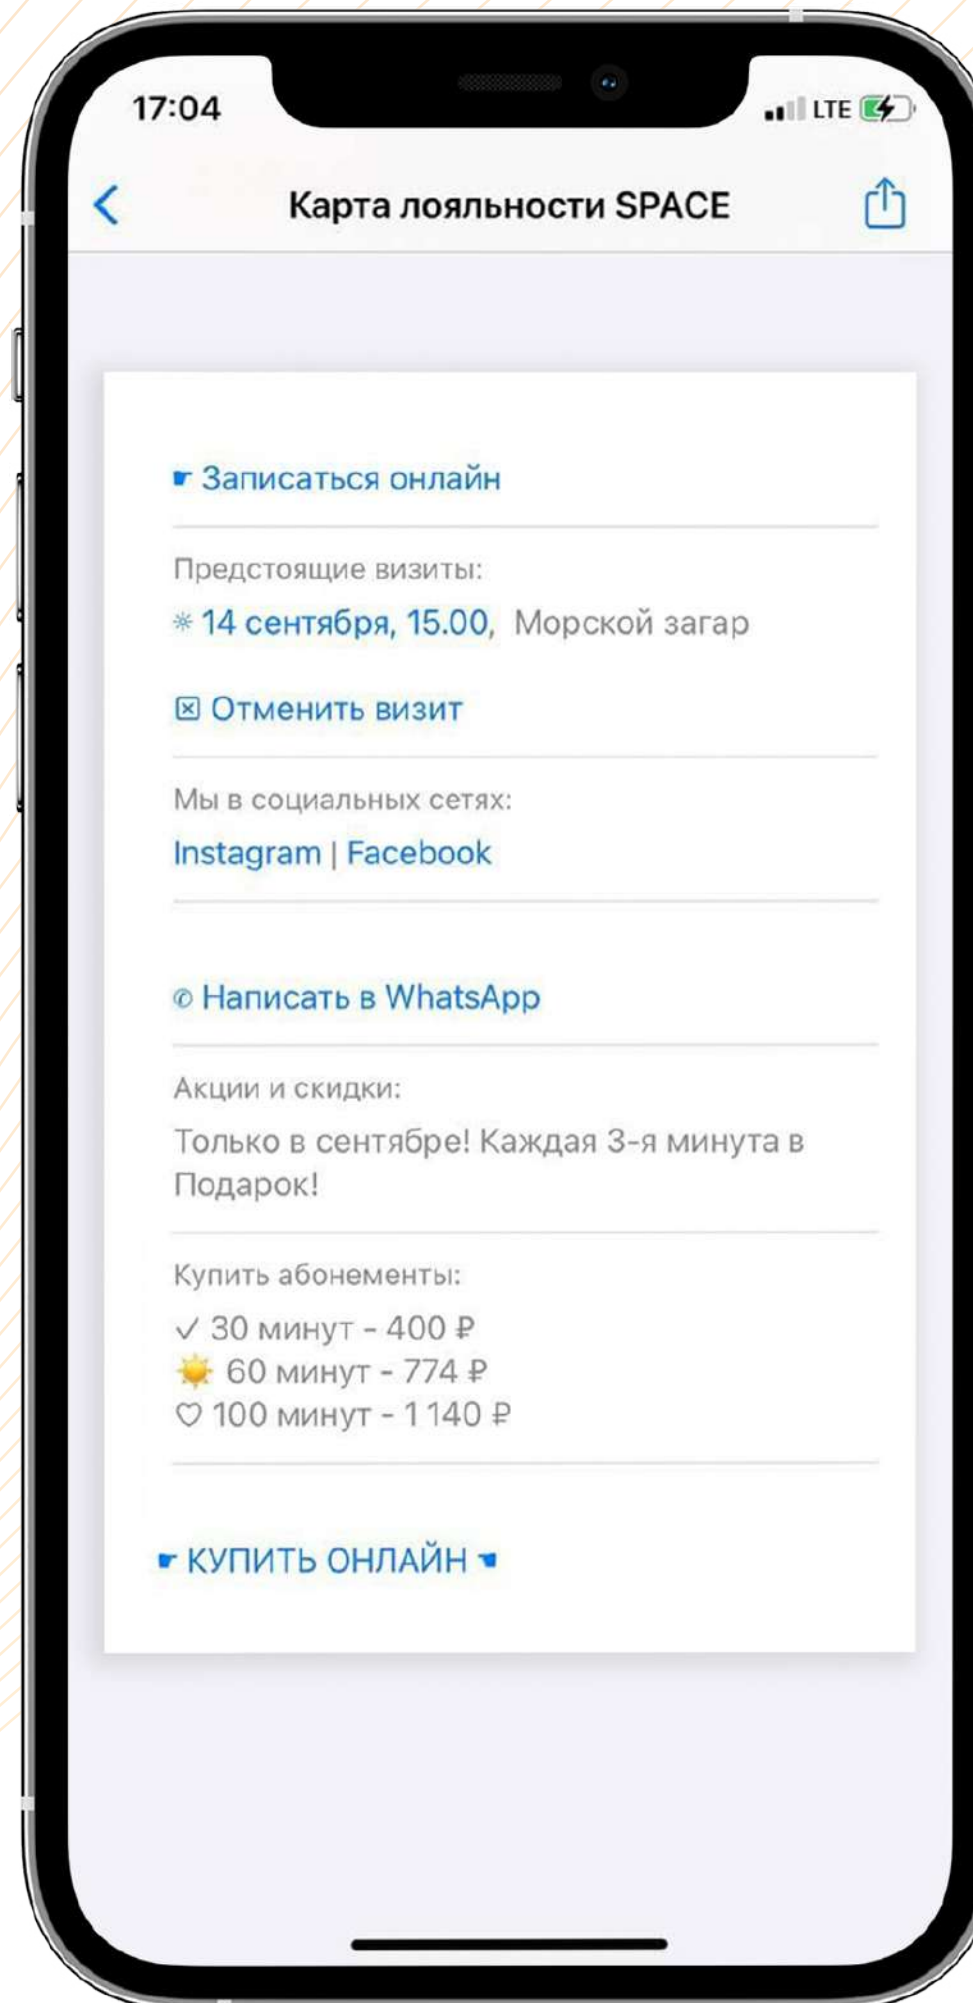 17:04 LTE
Карта лояльности SPACE
☛ Записаться онлайн
Предстоящие визиты:
☼ 14 сентября, 15.00, Морской загар
☒ Отменить визит
Мы в социальных сетях:
Instagram | Facebook
✆ Написать в WhatsApp
Акции и скидки:
Только в сентябре! Каждая 3-я минута в
Подарок!
Купить абонементы:
✓ 30 минут - 400 ₽
☀️ 60 минут - 774 ₽
♡ 100 минут - 1 140 ₽
☛ КУПИТЬ ОНЛАЙН ☚